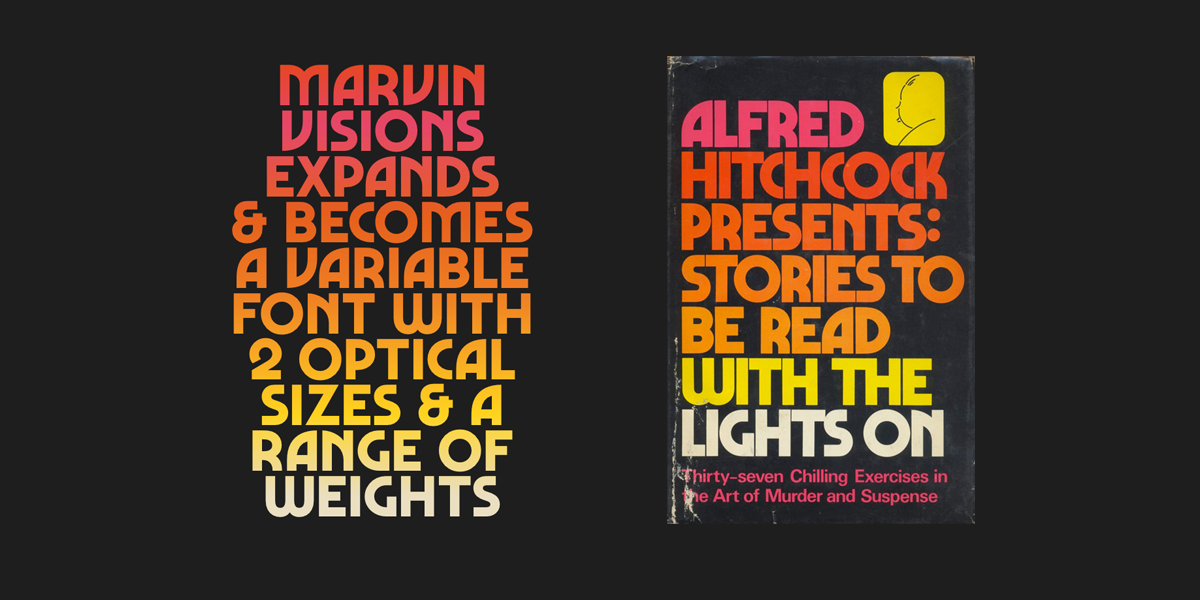 MARVIN
VISIONS
EXPANDS
& BECOMES
A VARIABLE
FONT WITH
2 OPTICAL
SIZES & A
RANGE OF
WEIGHTS
ALFRED
HITCHCOCK
PRESENTS:
STORIES TO
BE READ
WITH THE
LIGHTS ON
Thirty-seven Chilling Exercises in
the Art of Murder and Suspense